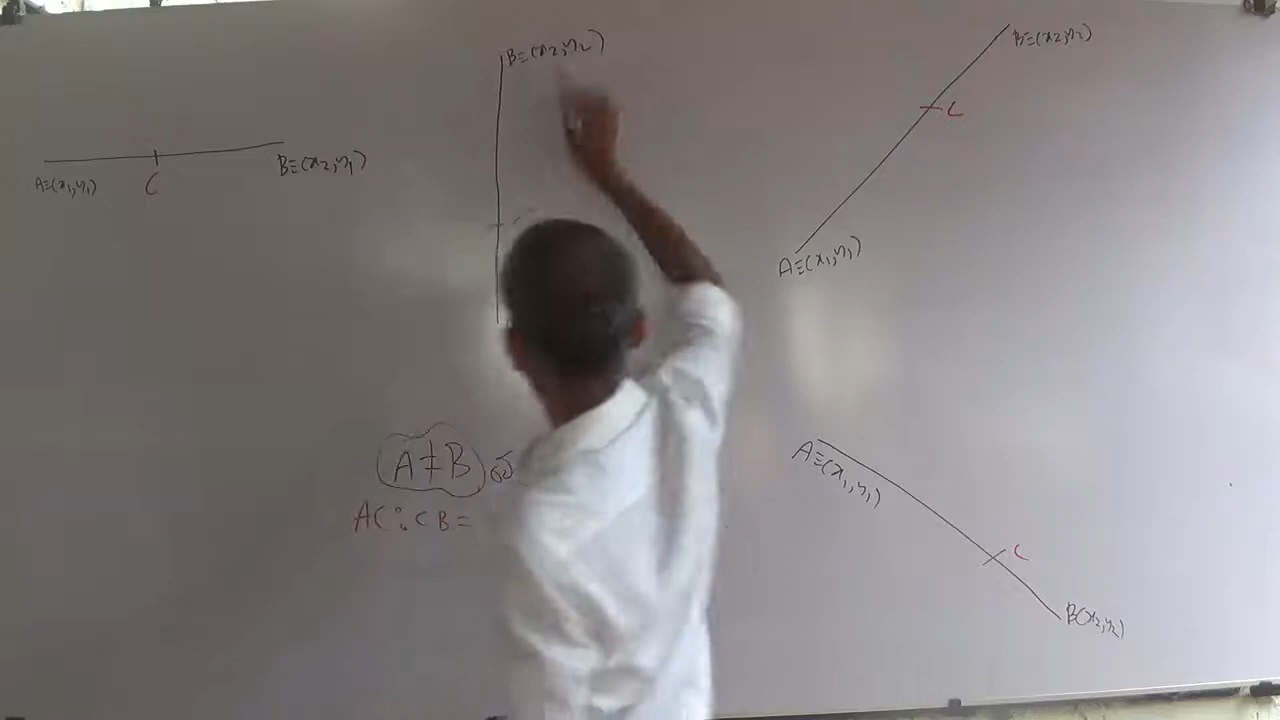 B≡(x₂,y₂)
B≡(x₂,y₂)
C
A≡(x₁,y₁)
C
B≡(x₂,y₁)
A≡(x₁,y₁)
A≠B
AC:CB=
A≡(x₁,y₁)
C
B(x₂,y₂)